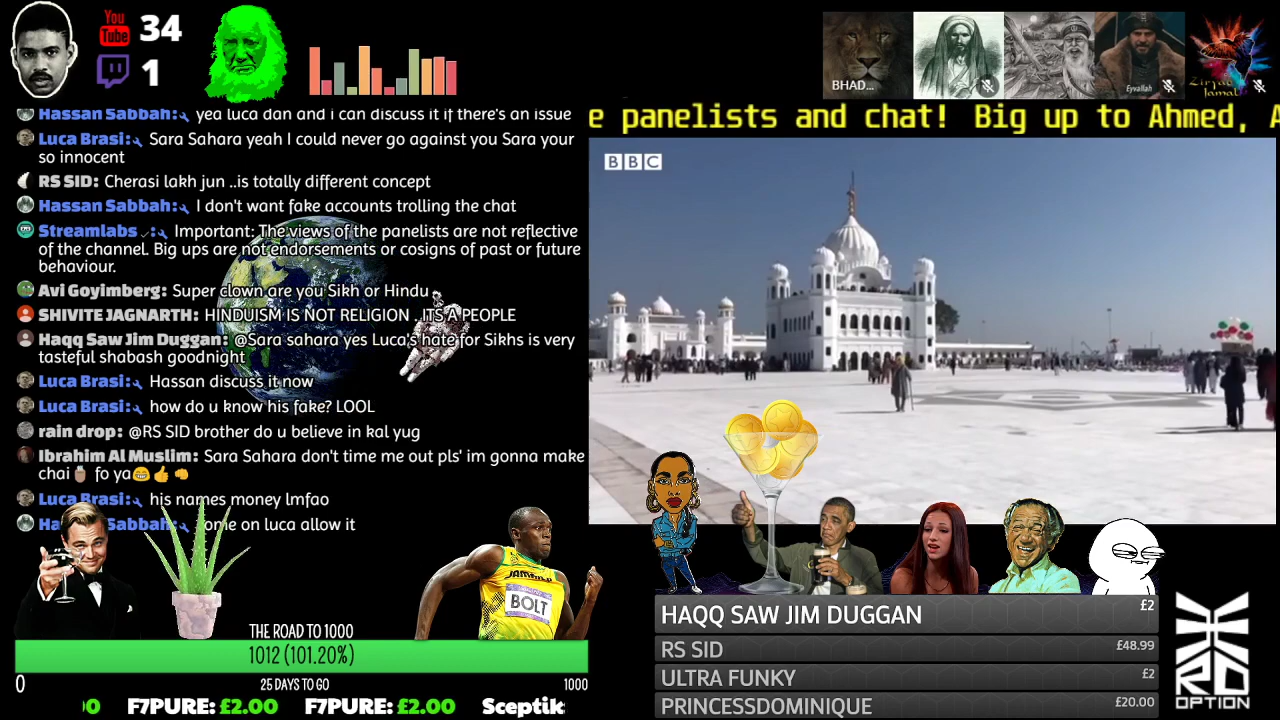 You
Tube
34
1
BHAD...
Eyvallah
Ziryab
Jamal
e panelists and chat! Big up to Ahmed, A
Hassan Sabbah: yea luca dan and i can discuss it if there's an issue
Luca Brasi: Sara Sahara yeah I could never go against you Sara your
so innocent
RS SID: Cherasi lakh jun ..is totally different concept
Hassan Sabbah: I don't want fake accounts trolling the chat
Streamlabs : Important: The views of the panelists are not reflective
of the channel. Big ups are not endorsements or cosigns of past or future
behaviour.
Avi Goyimberg: Super clown are you Sikh or Hindu
SHIVITE JAGNARTH: HINDUISM IS NOT RELIGION . ITS A PEOPLE
Haqq Saw Jim Duggan: @Sara sahara yes Luca's hate for Sikhs is very
tasteful shabash goodnight
Luca Brasi: Hassan discuss it now
Luca Brasi: how do u know his fake? LOOL
rain drop: @RS SID brother do u believe in kal yug
Ibrahim Al Muslim: Sara Sahara don't time me out pls' im gonna make
chai🏺 fo ya😁👍👊
Luca Brasi: his names money lmfao
Ha Sabbah: come on luca allow it
BBC
JAMAICA
BOLT
THE ROAD TO 1000
1012 (101.20%)
0
25 DAYS TO GO
1000
0 F7PURE: £2.00 F7PURE: £2.00 Sceptik
HAQQ SAW JIM DUGGAN £2
RS SID £48.99
ULTRA FUNKY £2
PRINCESSDOMINIQUE £20.00
OPTION